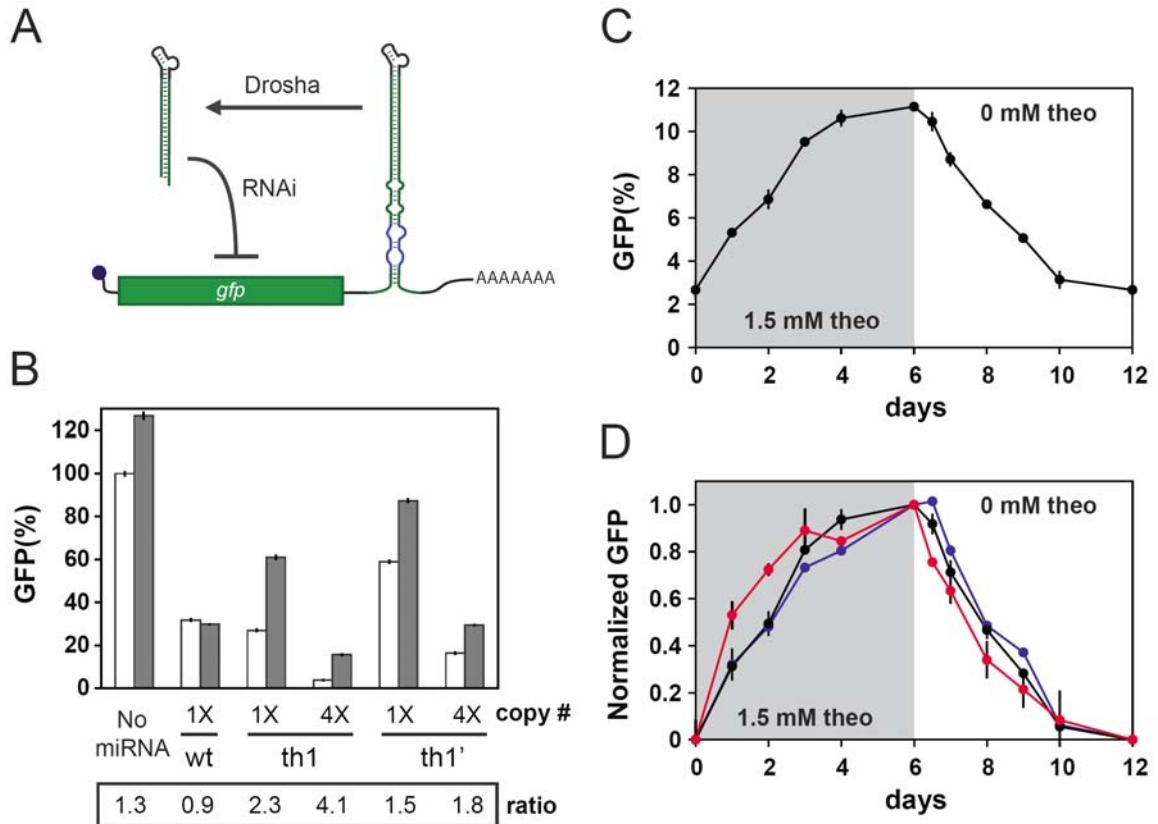 A
Drosha
RNAi
gfp
AAAAAAA
B
GFP(%)
120
100
80
60
40
20
0
No miRNA
1X 1X 4X 1X 4X copy #
wt th1 th1’
1.3 0.9 2.3 4.1 1.5 1.8 ratio
C
GFP(%)
12
10
8
6
4
2
0
0 mM theo
1.5 mM theo
0 2 4 6 8 10 12
days
D
Normalized GFP
1.0
0.8
0.6
0.4
0.2
0
0 mM theo
1.5 mM theo
0 2 4 6 8 10 12
days